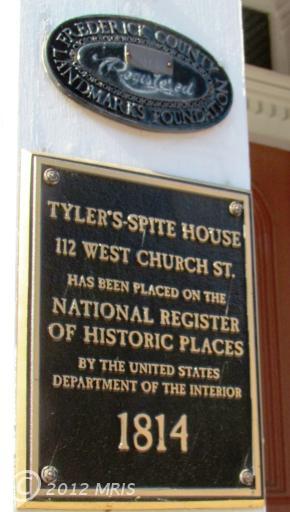 FREDERICK COUNTY
Registered
LANDMARKS FOUNDATION
TYLER'S-SPITE HOUSE
112 WEST CHURCH ST.
HAS BEEN PLACED ON THE
NATIONAL REGISTER
OF HISTORIC PLACES
BY THE UNITED STATES
DEPARTMENT OF THE INTERIOR
1814
© 2012 MRIS